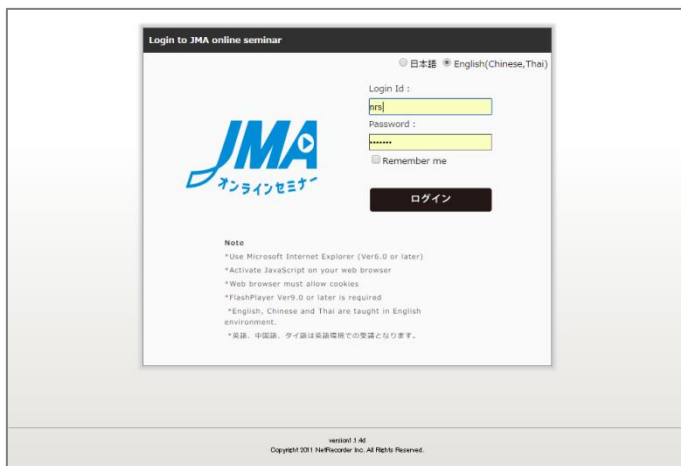 Login to JMA online seminar
日本語 English(Chinese,Thai)
Login Id :
nrs
Password :
•••••••
Remember me
JMA
オンラインセミナー
ログイン
Note
*Use Microsoft Internet Explorer (Ver6.0 or later)
*Activate JavaScript on your web browser
*Web browser must allow cookies
*FlashPlayer Ver9.0 or later is required
*English, Chinese and Thai are taught in English
environment.
*英語、中国語、タイ語は英語環境での受講となります。
version1.1.4d
Copyright 2011 NetRecorder Inc. All Rights Reserved.